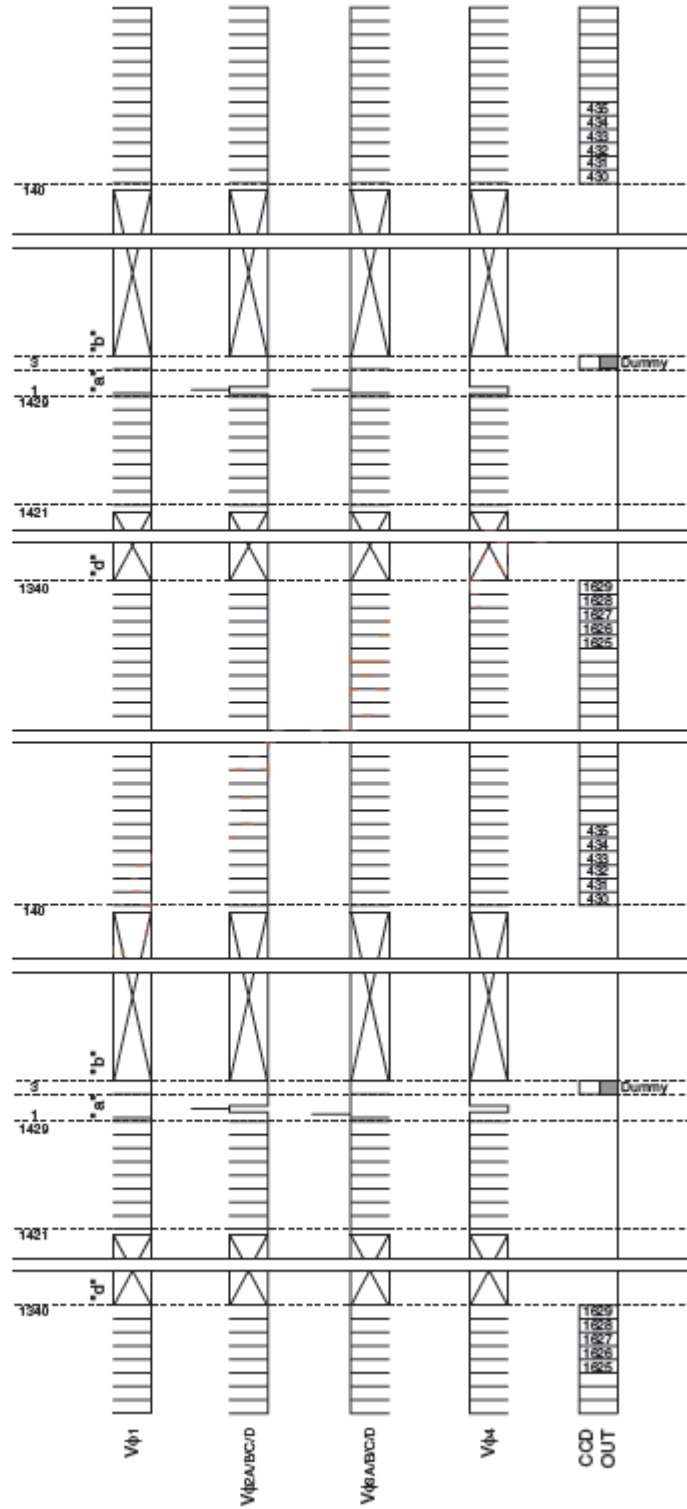 435
434
433
432
431
430
140
"b"
3
Dummy
"a"
1
1429
1421
"d"
1340
1629
1628
1627
1626
1625
435
434
433
432
431
430
140
"b"
3
Dummy
"a"
1
1429
1421
"d"
1340
1629
1628
1627
1626
1625
Vϕ1
Vϕ2A/B/C/D
Vϕ3A/B/C/D
Vϕ4
CCD
OUT